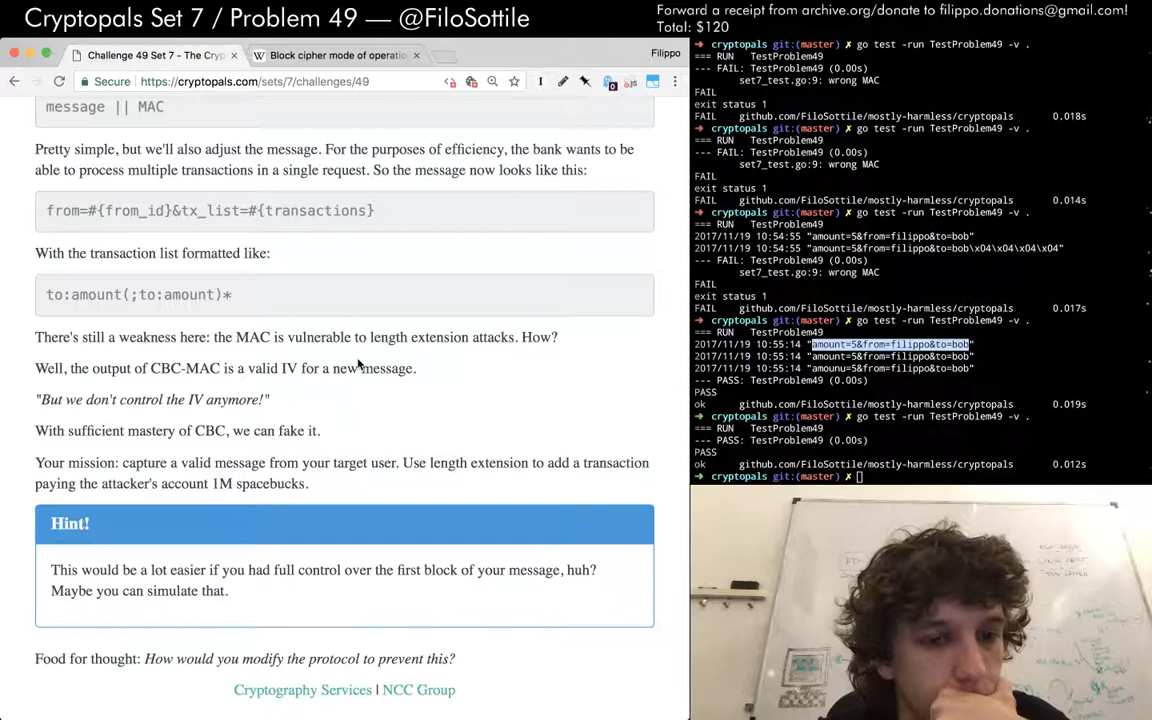 Cryptopals Set 7 / Problem 49 — @FiloSottile
Forward a receipt from archive.org/donate to filippo.donations@gmail.com!
Total: $120
Challenge 49 Set 7 - The Cryp
Block cipher mode of operatio
Filippo
Secure https://cryptopals.com/sets/7/challenges/49
message || MAC
Pretty simple, but we'll also adjust the message. For the purposes of efficiency, the bank wants to be
able to process multiple transactions in a single request. So the message now looks like this:
from=#{from_id}&tx_list=#{transactions}
With the transaction list formatted like:
to:amount(;to:amount)*
There's still a weakness here: the MAC is vulnerable to length extension attacks. How?
Well, the output of CBC-MAC is a valid IV for a new message.
"But we don't control the IV anymore!"
With sufficient mastery of CBC, we can fake it.
Your mission: capture a valid message from your target user. Use length extension to add a transaction
paying the attacker's account 1M spacebucks.
Hint!
This would be a lot easier if you had full control over the first block of your message, huh?
Maybe you can simulate that.
Food for thought: How would you modify the protocol to prevent this?
Cryptography Services | NCC Group
➜ cryptopals git:(master) ✗ go test -run TestProblem49 -v .
=== RUN TestProblem49
--- FAIL: TestProblem49 (0.00s)
set7_test.go:9: wrong MAC
FAIL
exit status 1
FAIL github.com/FiloSottile/mostly-harmless/cryptopals 0.018s
➜ cryptopals git:(master) ✗ go test -run TestProblem49 -v .
=== RUN TestProblem49
--- FAIL: TestProblem49 (0.00s)
set7_test.go:9: wrong MAC
FAIL
exit status 1
FAIL github.com/FiloSottile/mostly-harmless/cryptopals 0.014s
➜ cryptopals git:(master) ✗ go test -run TestProblem49 -v .
=== RUN TestProblem49
2017/11/19 10:54:55 "amount=5&from=filippo&to=bob"
2017/11/19 10:54:55 "amount=5&from=filippo&to=bob\x04\x04\x04\x04"
--- FAIL: TestProblem49 (0.00s)
set7_test.go:9: wrong MAC
FAIL
exit status 1
FAIL github.com/FiloSottile/mostly-harmless/cryptopals 0.017s
➜ cryptopals git:(master) ✗ go test -run TestProblem49 -v .
=== RUN TestProblem49
2017/11/19 10:55:14 "amount=5&from=filippo&to=bob"
2017/11/19 10:55:14 "amount=5&from=filippo&to=bob"
2017/11/19 10:55:14 "amounu=5&from=filippo&to=bob"
--- PASS: TestProblem49 (0.00s)
PASS
ok github.com/FiloSottile/mostly-harmless/cryptopals 0.019s
➜ cryptopals git:(master) ✗ go test -run TestProblem49 -v .
=== RUN TestProblem49
--- PASS: TestProblem49 (0.00s)
PASS
ok github.com/FiloSottile/mostly-harmless/cryptopals 0.012s
➜ cryptopals git:(master) ✗